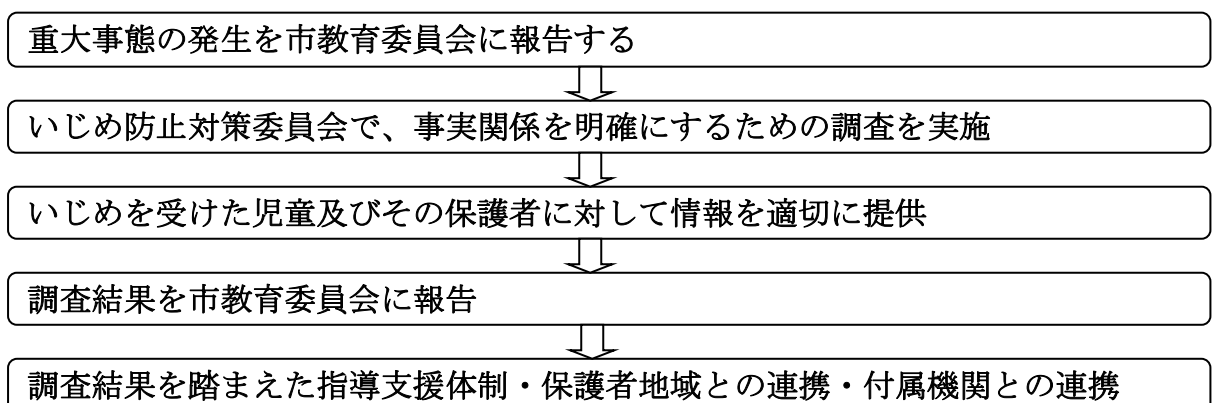 重大事態の発生を市教育委員会に報告する
いじめ防止対策委員会で、事実関係を明確にするための調査を実施
いじめを受けた児童及びその保護者に対して情報を適切に提供
調査結果を市教育委員会に報告
調査結果を踏まえた指導支援体制・保護者地域との連携・付属機関との連携